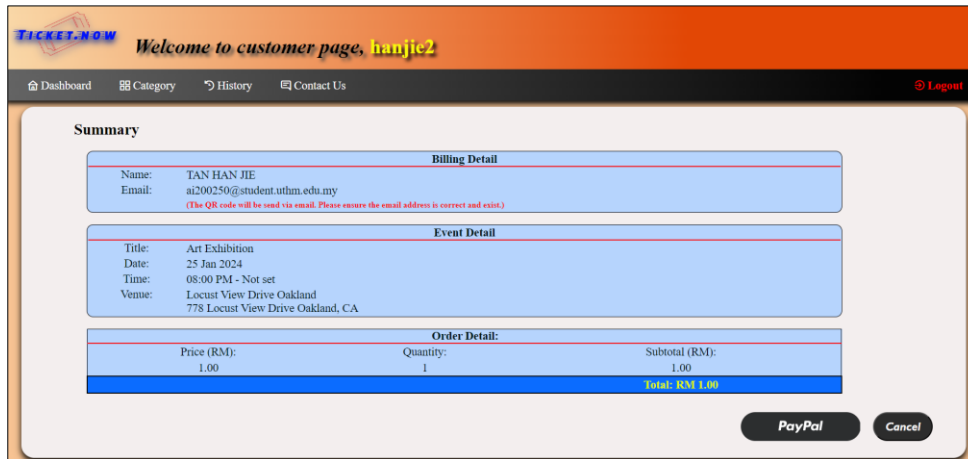 TICKET.NOW
Welcome to customer page, hanjie2
Dashboard Category History Contact Us Logout
Summary
Billing Detail
Name: TAN HAN JIE
Email: ai200250@student.uthm.edu.my
(The QR code will be send via email. Please ensure the email address is correct and exist.)
Event Detail
Title: Art Exhibition
Date: 25 Jan 2024
Time: 08:00 PM - Not set
Venue: Locust View Drive Oakland
778 Locust View Drive Oakland, CA
Order Detail:
Price (RM): Quantity: Subtotal (RM):
1.00 1 1.00
Total: RM 1.00
PayPal Cancel